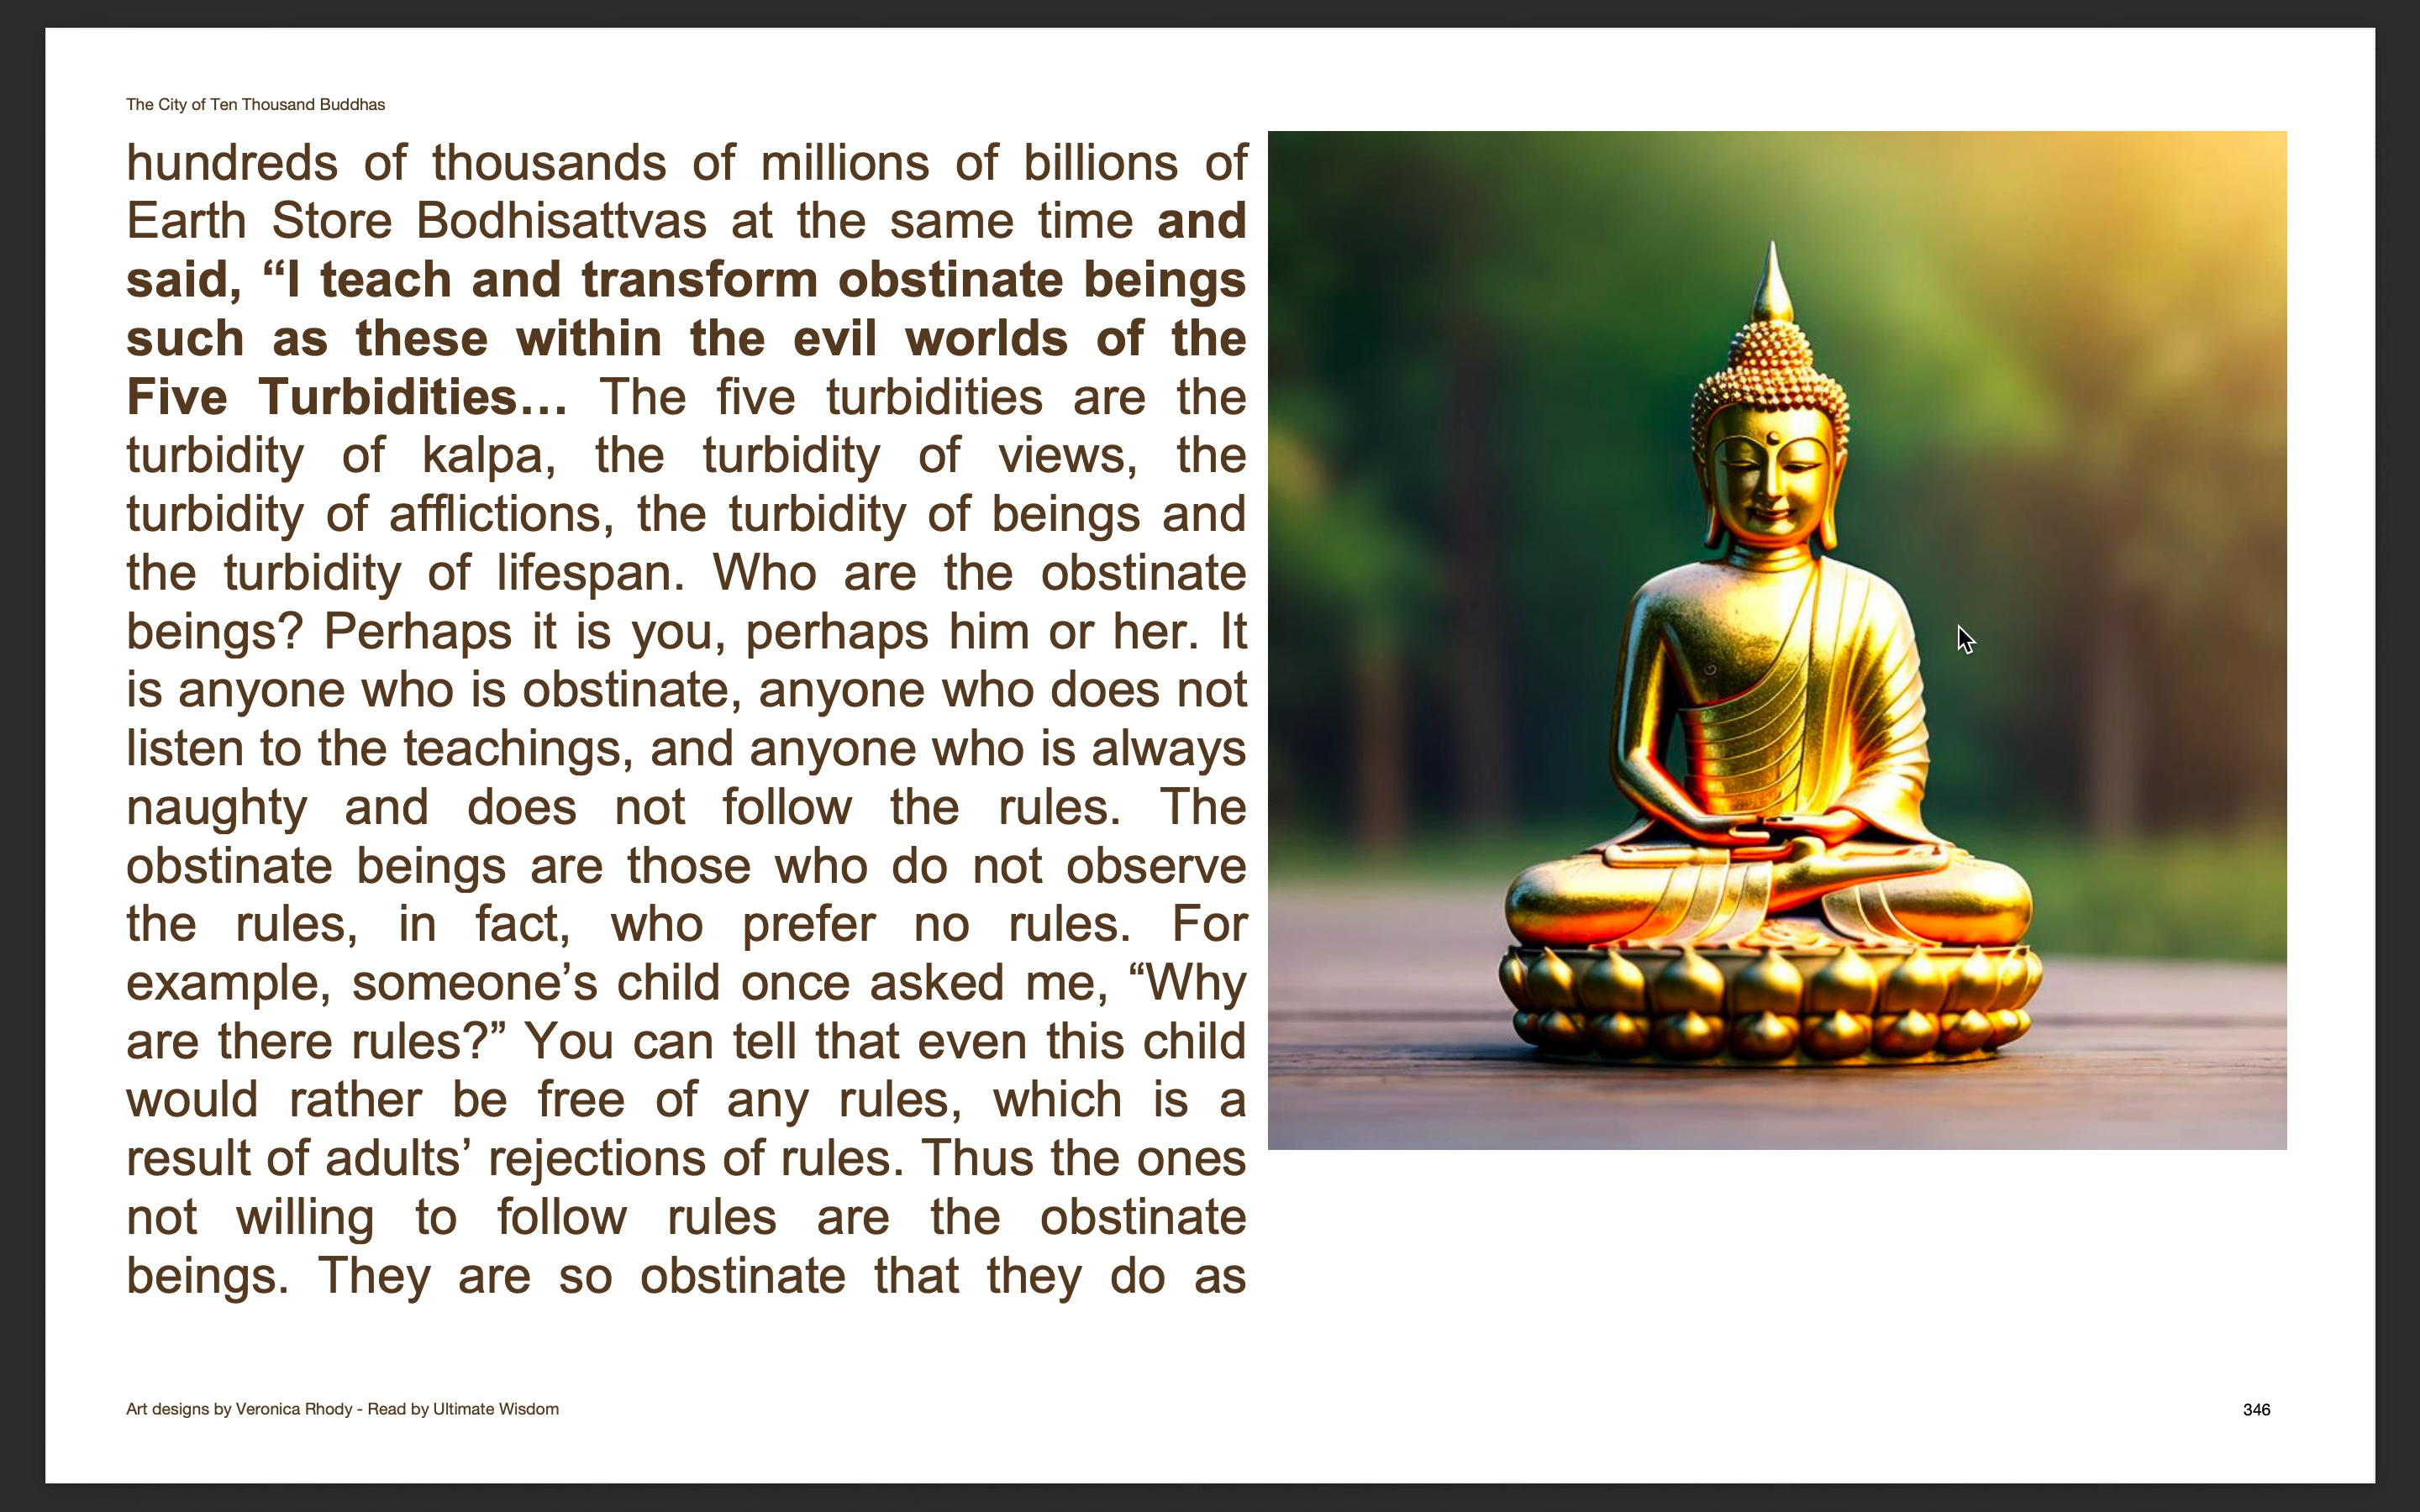 The City of Ten Thousand Buddhas
hundreds of thousands of millions of billions of
Earth Store Bodhisattvas at the same time and
said, “I teach and transform obstinate beings
such as these within the evil worlds of the
Five Turbidities… The five turbidities are the
turbidity of kalpa, the turbidity of views, the
turbidity of afflictions, the turbidity of beings and
the turbidity of lifespan. Who are the obstinate
beings? Perhaps it is you, perhaps him or her. It
is anyone who is obstinate, anyone who does not
listen to the teachings, and anyone who is always
naughty and does not follow the rules. The
obstinate beings are those who do not observe
the rules, in fact, who prefer no rules. For
example, someone’s child once asked me, “Why
are there rules?” You can tell that even this child
would rather be free of any rules, which is a
result of adults’ rejections of rules. Thus the ones
not willing to follow rules are the obstinate
beings. They are so obstinate that they do as
Art designs by Veronica Rhody - Read by Ultimate Wisdom
346